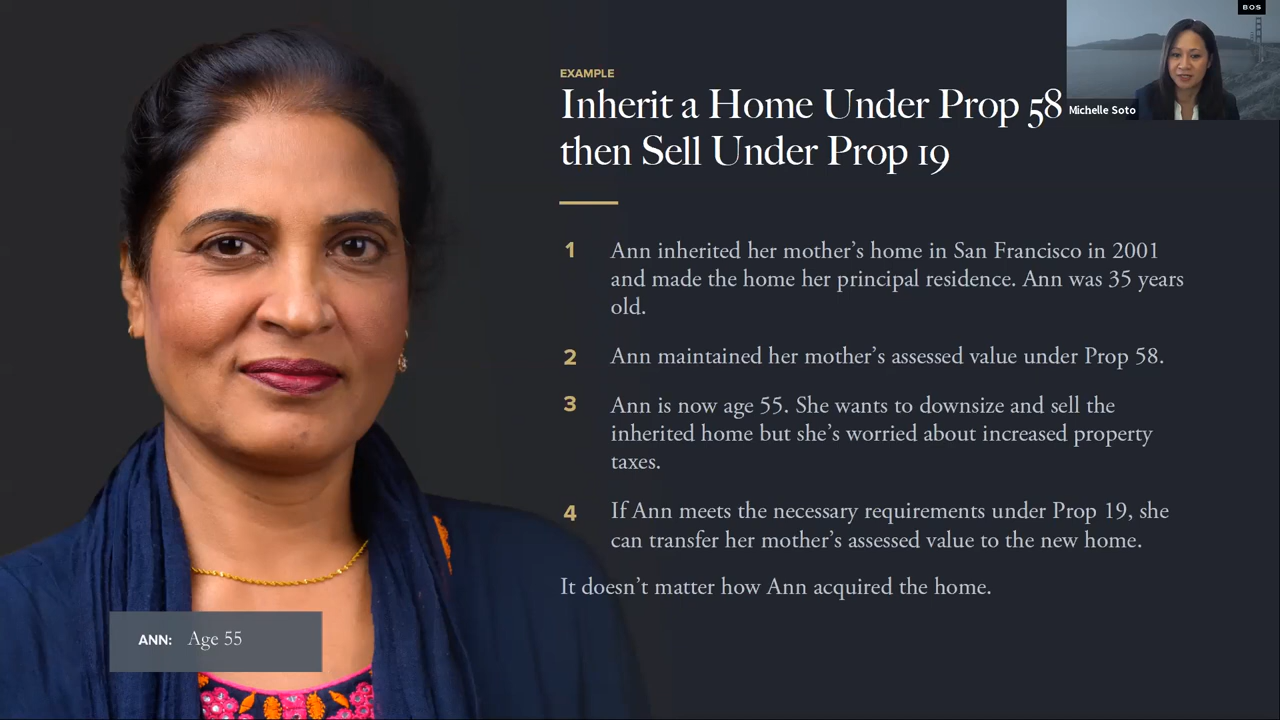 BOS
Michelle Soto
EXAMPLE
Inherit a Home Under Prop 58
then Sell Under Prop 19
1 Ann inherited her mother’s home in San Francisco in 2001
and made the home her principal residence. Ann was 35 years
old.
2 Ann maintained her mother’s assessed value under Prop 58.
3 Ann is now age 55. She wants to downsize and sell the
inherited home but she’s worried about increased property
taxes.
4 If Ann meets the necessary requirements under Prop 19, she
can transfer her mother’s assessed value to the new home.
It doesn’t matter how Ann acquired the home.
ANN: Age 55